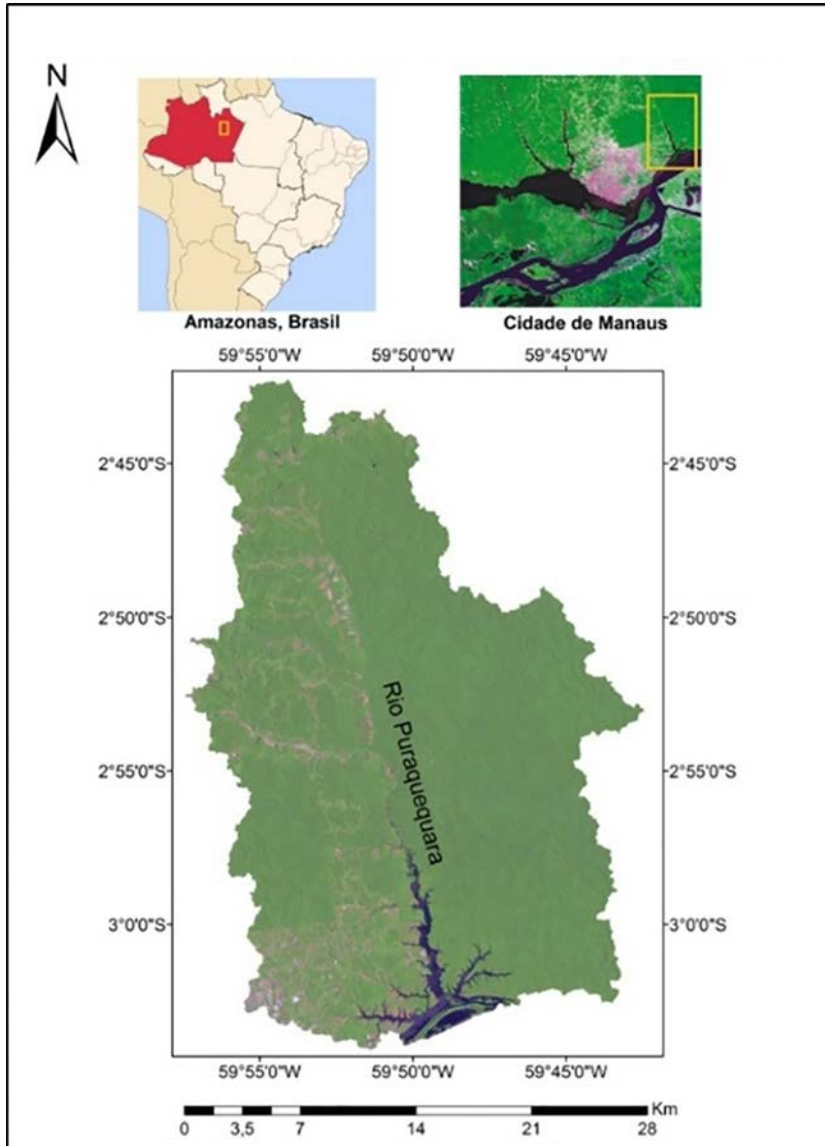 N
Amazonas, Brasil
Cidade de Manaus
59°55'0"W 59°50'0"W 59°45'0"W
2°45'0"S 2°45'0"S
2°50'0"S 2°50'0"S
Rio Puraquequara
2°55'0"S 2°55'0"S
3°0'0"S 3°0'0"S
59°55'0"W 59°50'0"W 59°45'0"W
Km
0 3,5 7 14 21 28